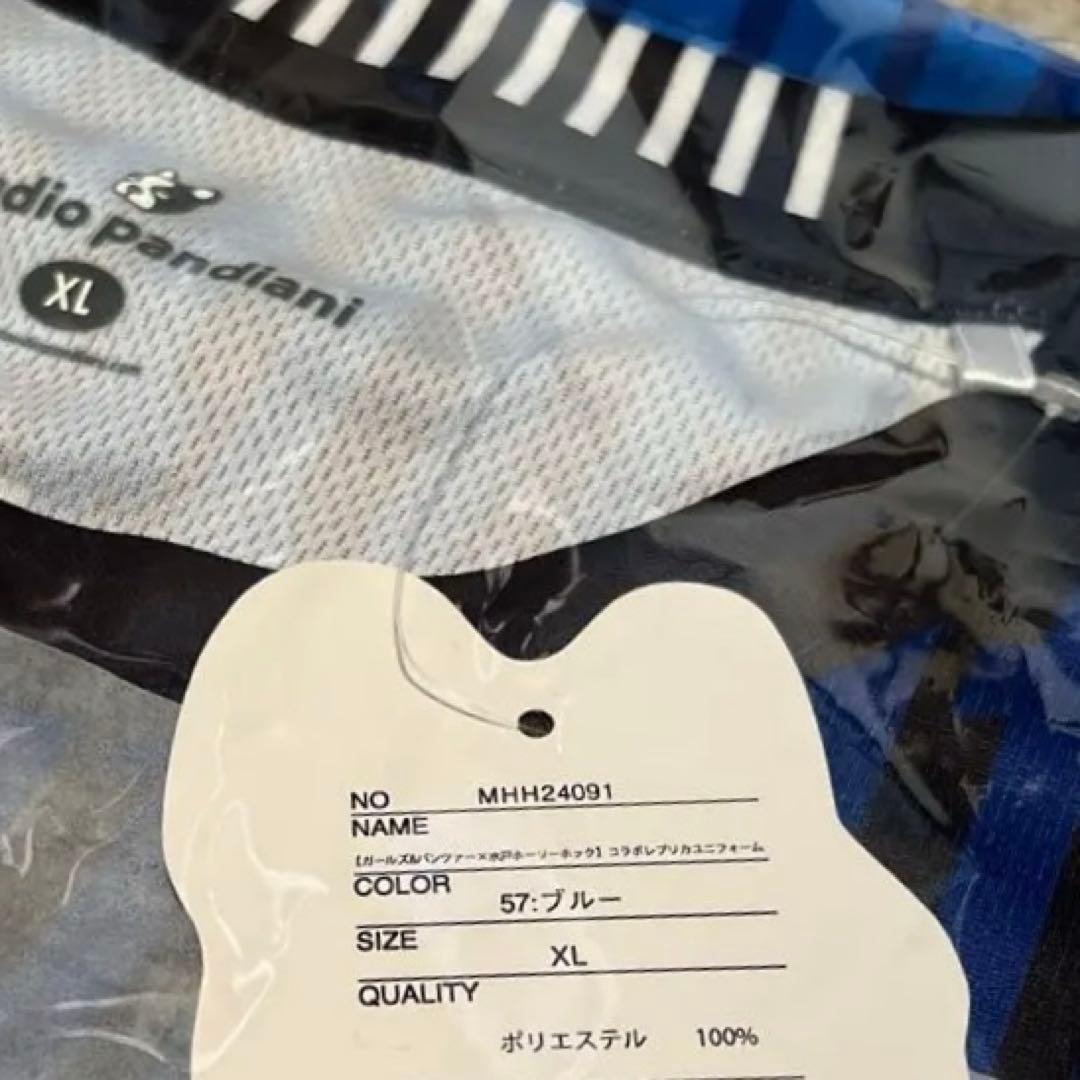 dio pandiani
XL
NO MHH24091
NAME
【ガールズ&パンツァー×水戸ホーリーホック】コラボレプリカユニフォーム
COLOR
57:ブルー
SIZE
XL
QUALITY
ポリエステル 100%